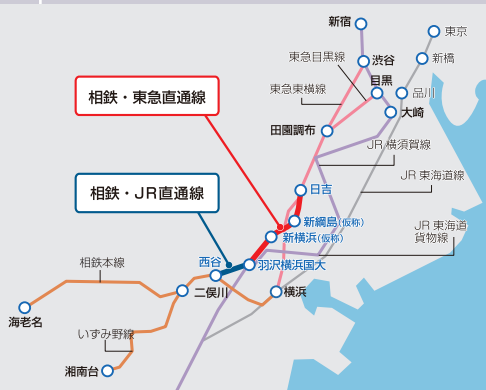 新宿
東京
新橋
東急目黒線
渋谷
目黒
東急東横線
品川
相鉄・東急直通線
大崎
田園調布
JR 横須賀線
JR 東海道線
日吉
相鉄・JR直通線
新綱島(仮称)
JR 東海道
貨物線
新横浜(仮称)
西谷
羽沢横浜国大
相鉄本線
二俣川
横浜
海老名
いずみ野線
湘南台